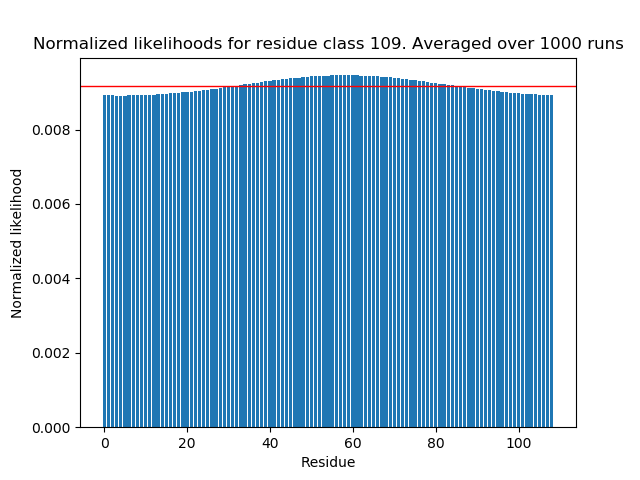 Normalized likelihoods for residue class 109. Averaged over 1000 runs
Normalized likelihood
0.008
0.006
0.004
0.002
0.000
0 20 40 60 80 100
Residue